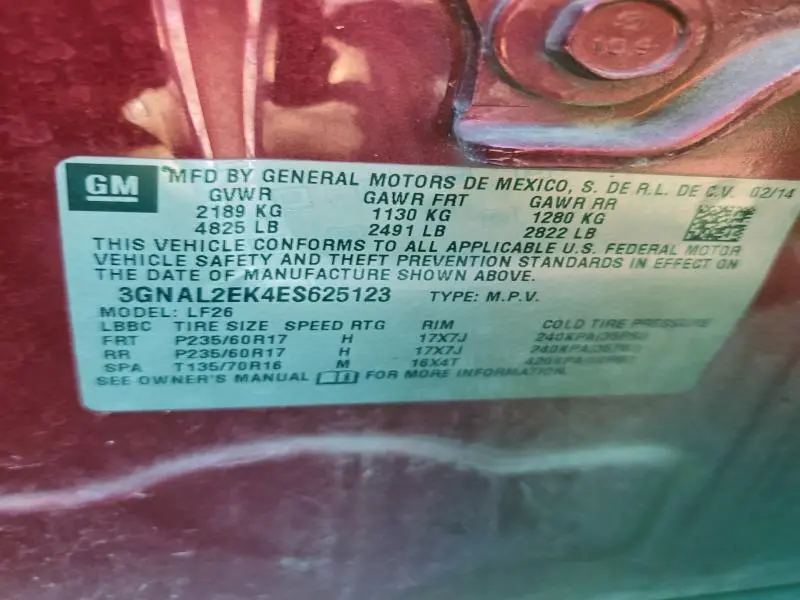 GM
MFD BY GENERAL MOTORS DE MEXICO, S. DE R.L. DE C.V. 02/14
GVWR GAWR FRT GAWR RR
2189 KG 1130 KG 1280 KG
4825 LB 2491 LB 2822 LB
THIS VEHICLE CONFORMS TO ALL APPLICABLE U.S. FEDERAL MOTOR
VEHICLE SAFETY AND THEFT PREVENTION STANDARDS IN EFFECT ON
THE DATE OF MANUFACTURE SHOWN ABOVE.
3GNAL2EK4ES625123 TYPE: M.P.V.
MODEL: LF26
LBBC TIRE SIZE SPEED RTG RIM COLD TIRE PRESSURE
FRT P235/60R17 H 17X7J 240KPA(35PSI)
RR P235/60R17 H 17X7J 240KPA(35PSI)
SPA T135/70R16 M 16X4T
SEE OWNER'S MANUAL FOR MORE INFORMATION.